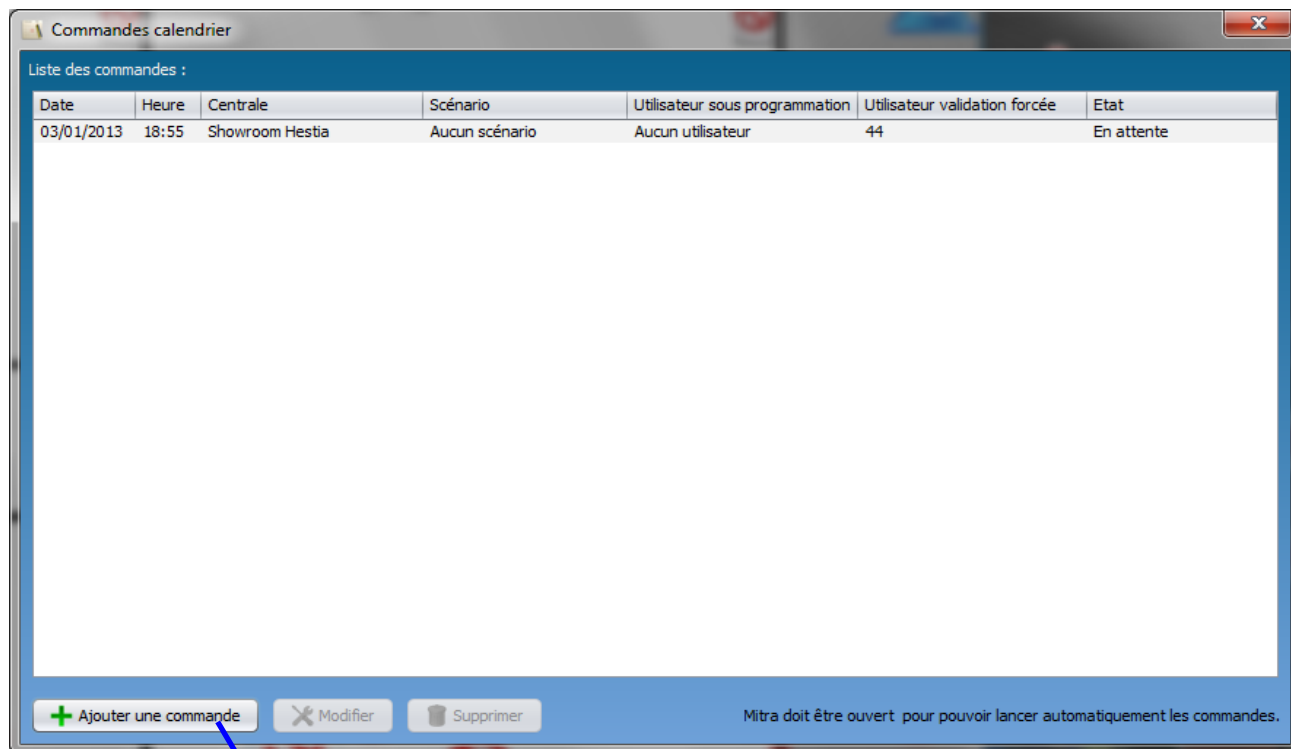 Commandes calendrier
Liste des commandes :
Date Heure Centrale Scénario Utilisateur sous programmation Utilisateur validation forcée Etat
03/01/2013 18:55 Showroom Hestia Aucun scénario Aucun utilisateur 44 En attente
Ajouter une commande Modifier Supprimer Mitra doit être ouvert pour pouvoir lancer automatiquement les commandes.